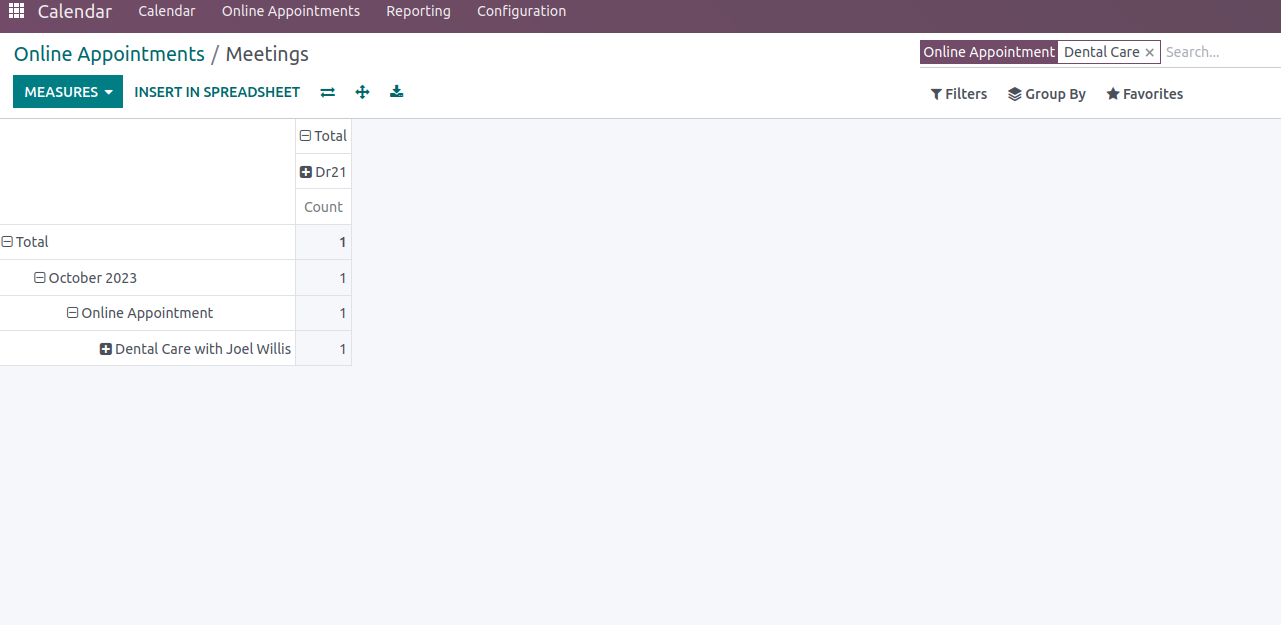 Calendar Calendar Online Appointments Reporting Configuration
Online Appointments / Meetings
Online Appointment Dental Care × Search...
MEASURES INSERT IN SPREADSHEET
Filters Group By Favorites
Total
Dr21
Count
Total 1
October 2023 1
Online Appointment 1
Dental Care with Joel Willis 1